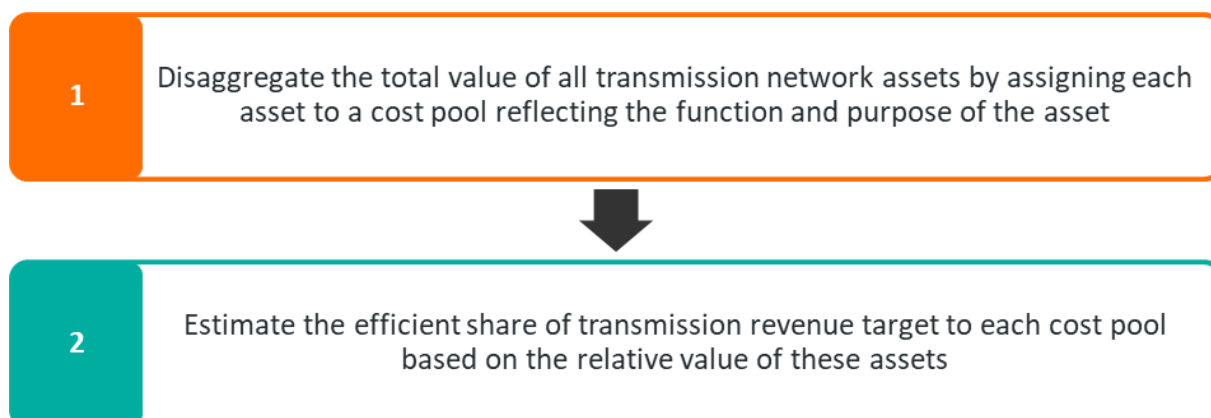 1
Disaggregate the total value of all transmission network assets by assigning each
asset to a cost pool reflecting the function and purpose of the asset
2
Estimate the efficient share of transmission revenue target to each cost pool
based on the relative value of these assets